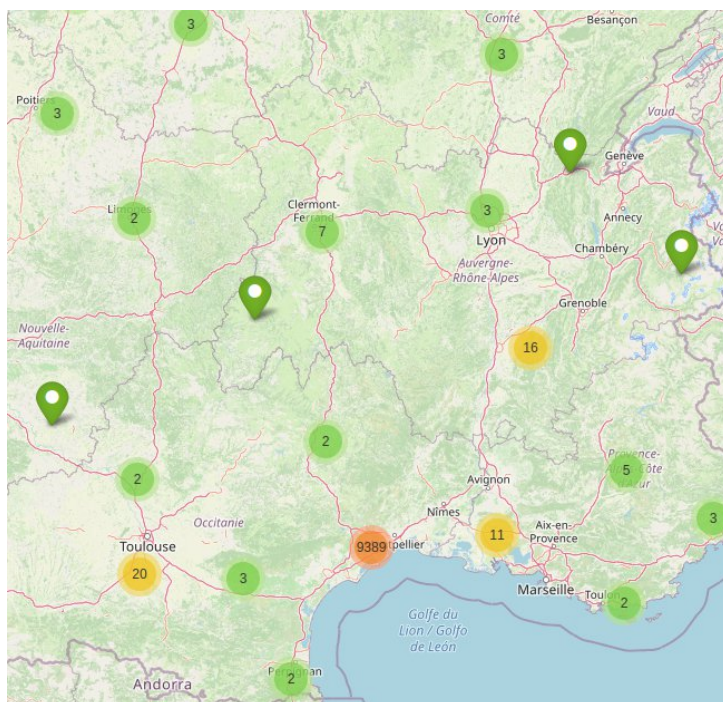 Comté
Besançon
3
3
Poitiers
3
Vaud
Genève
Limoges
2
Clermont-
Ferrand
7
3
Lyon
Annecy
Chambéry
Auvergne-
Rhône-Alpes
Grenoble
Nouvelle-
Aquitaine
16
2
Provence-
Côte
d'Azur
5
2
Avignon
Nîmes
3
Occitanie
Toulouse
20
3
9389
tpellier
11
Aix-en-
Provence
Marseille
Toulon
2
Golfe du
Lion / Golfo
de León
Andorra
Perpignan
2